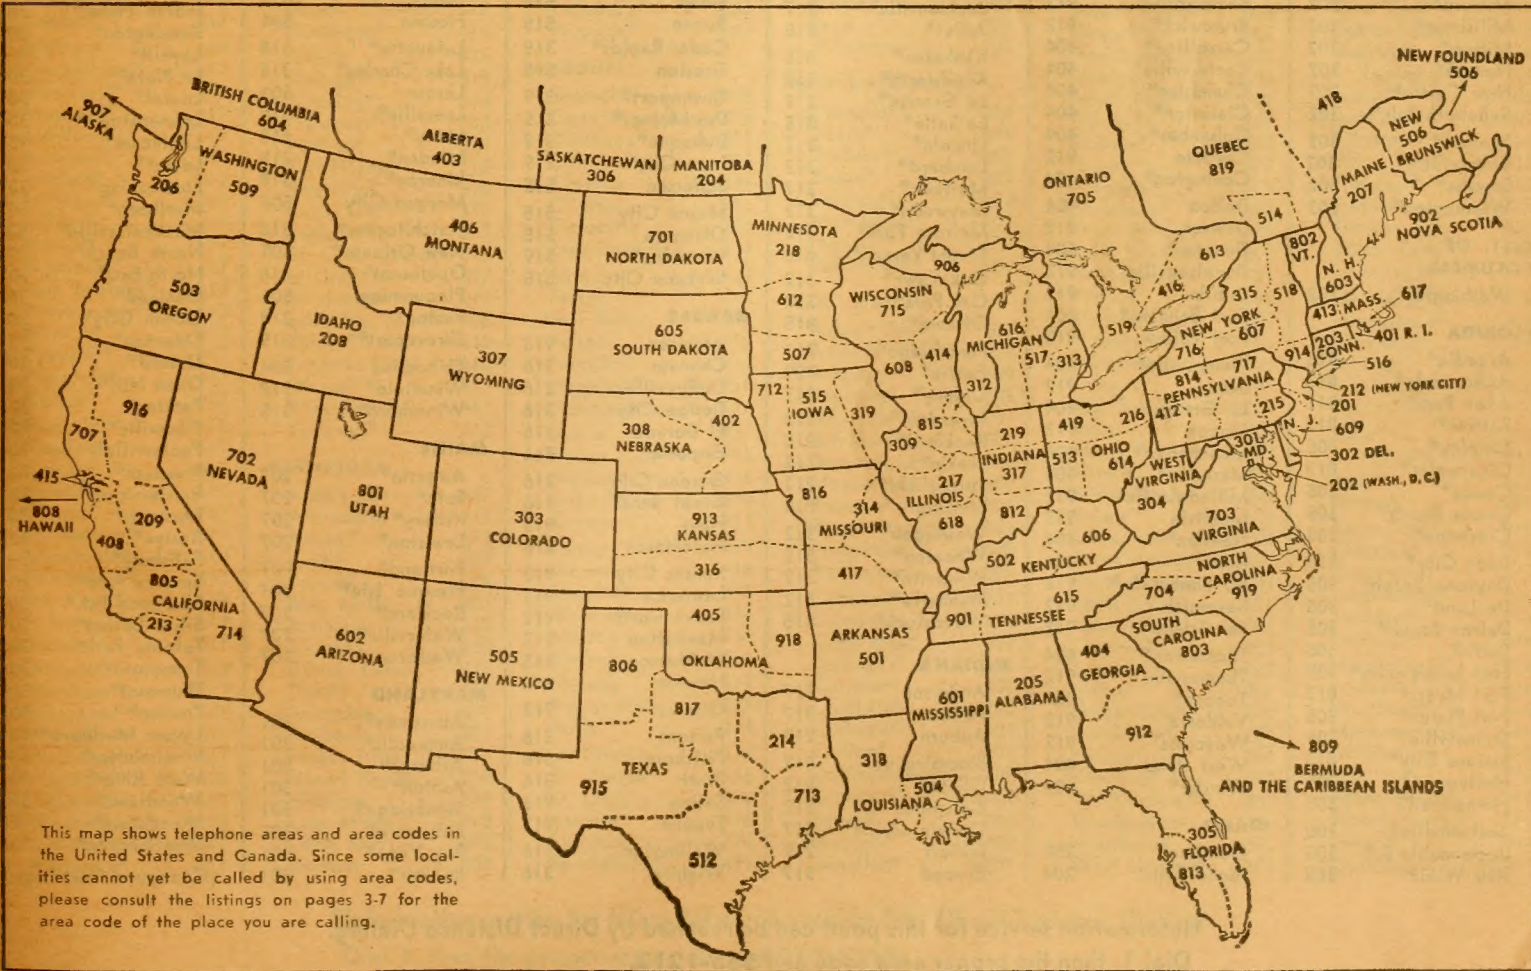 NEWFOUNDLAND
506
907
ALASKA
BRITISH COLUMBIA
604
ALBERTA
403
SASKATCHEWAN
306
MANITOBA
204
ONTARIO
705
QUEBEC
819
418
NEW
506
BRUNSWICK
MAINE
207
902
NOVA SCOTIA
514
613
416
519
WASHINGTON
206
509
406
MONTANA
701
NORTH DAKOTA
MINNESOTA
218
612
507
906
WISCONSIN
715
608
414
616
MICHIGAN
517
313
802
VT.
N. H.
603
315
518
NEW YORK
607
716
914
413 MASS.
617
203
CONN.
401 R. I.
516
212 (NEW YORK CITY)
201
503
OREGON
IDAHO
208
307
WYOMING
605
SOUTH DAKOTA
712
515
IOWA
319
312
815
309
217
ILLINOIS
618
219
INDIANA
317
812
419
216
OHIO
513
614
814
717
PENNSYLVANIA
412
215
N. J.
609
302 DEL.
301
MD.
202 (WASH., D.C.)
WEST
VIRGINIA
304
703
VIRGINIA
916
707
415
808
HAWAII
209
408
805
CALIFORNIA
213
714
702
NEVADA
801
UTAH
303
COLORADO
308
NEBRASKA
402
913
KANSAS
316
816
314
MISSOURI
417
502
606
KENTUCKY
NORTH
CAROLINA
704
919
602
ARIZONA
505
NEW MEXICO
405
918
OKLAHOMA
ARKANSAS
501
901
615
TENNESSEE
SOUTH
CAROLINA
803
404
GEORGIA
912
205
ALABAMA
601
MISSISSIPPI
806
817
214
TEXAS
915
713
512
318
504
LOUISIANA
809
BERMUDA
AND THE CARIBBEAN ISLANDS
305
FLORIDA
813
This map shows telephone areas and area codes in
the United States and Canada. Since some local-
ities cannot yet be called by using area codes,
please consult the listings on pages 3-7 for the
area code of the place you are calling.